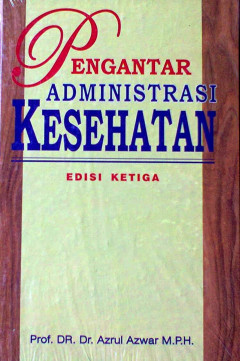 PENGANTAR
ADMINISTRASI
KESEHATAN
EDISI KETIGA
Prof. DR. Dr. Azrul Azwar M.P.H.